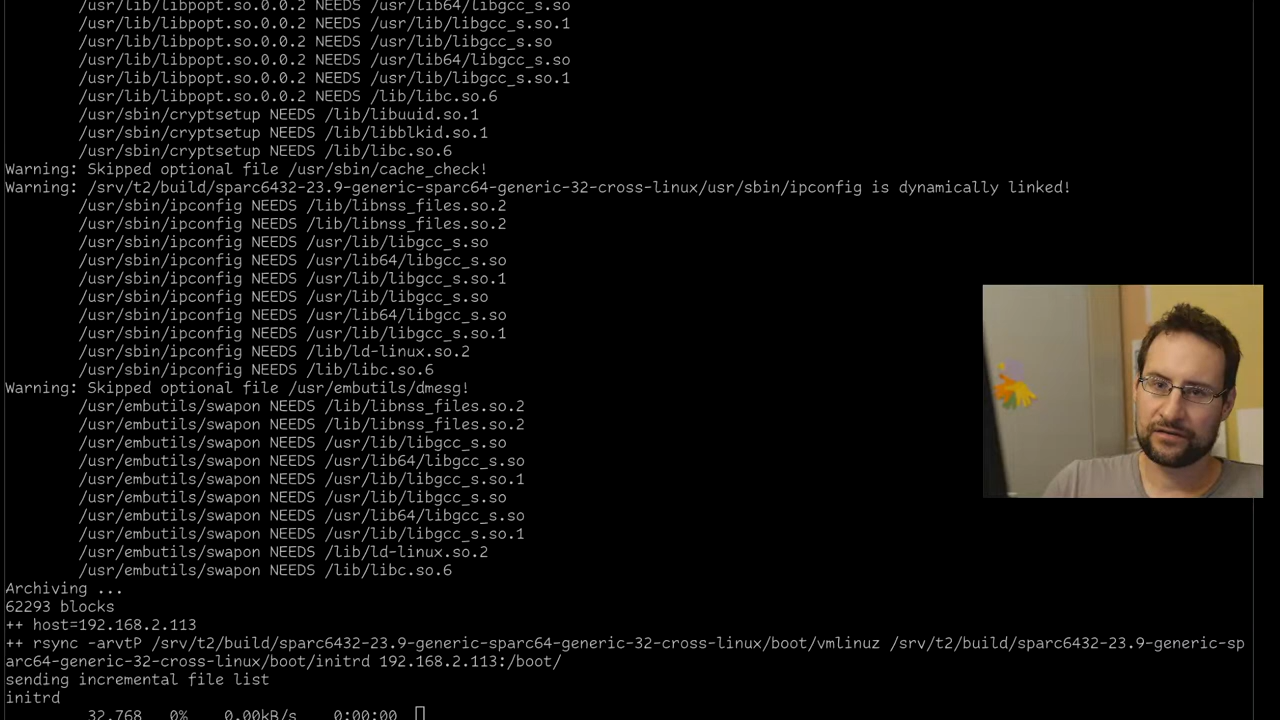 /usr/lib/libpopt.so.0.0.2 NEEDS /usr/lib64/libgcc_s.so
/usr/lib/libpopt.so.0.0.2 NEEDS /usr/lib/libgcc_s.so.1
/usr/lib/libpopt.so.0.0.2 NEEDS /usr/lib/libgcc_s.so
/usr/lib/libpopt.so.0.0.2 NEEDS /usr/lib64/libgcc_s.so
/usr/lib/libpopt.so.0.0.2 NEEDS /usr/lib/libgcc_s.so.1
/usr/lib/libpopt.so.0.0.2 NEEDS /lib/libc.so.6
/usr/sbin/cryptsetup NEEDS /lib/libuuid.so.1
/usr/sbin/cryptsetup NEEDS /lib/libblkid.so.1
/usr/sbin/cryptsetup NEEDS /lib/libc.so.6
Warning: Skipped optional file /usr/sbin/cache_check!
Warning: /srv/t2/build/sparc6432-23.9-generic-sparc64-generic-32-cross-linux/usr/sbin/ipconfig is dynamically linked!
/usr/sbin/ipconfig NEEDS /lib/libnss_files.so.2
/usr/sbin/ipconfig NEEDS /lib/libnss_files.so.2
/usr/sbin/ipconfig NEEDS /usr/lib/libgcc_s.so
/usr/sbin/ipconfig NEEDS /usr/lib64/libgcc_s.so
/usr/sbin/ipconfig NEEDS /usr/lib/libgcc_s.so.1
/usr/sbin/ipconfig NEEDS /usr/lib/libgcc_s.so
/usr/sbin/ipconfig NEEDS /usr/lib64/libgcc_s.so
/usr/sbin/ipconfig NEEDS /usr/lib/libgcc_s.so.1
/usr/sbin/ipconfig NEEDS /lib/ld-linux.so.2
/usr/sbin/ipconfig NEEDS /lib/libc.so.6
Warning: Skipped optional file /usr/embutils/dmesg!
/usr/embutils/swapon NEEDS /lib/libnss_files.so.2
/usr/embutils/swapon NEEDS /lib/libnss_files.so.2
/usr/embutils/swapon NEEDS /usr/lib/libgcc_s.so
/usr/embutils/swapon NEEDS /usr/lib64/libgcc_s.so
/usr/embutils/swapon NEEDS /usr/lib/libgcc_s.so.1
/usr/embutils/swapon NEEDS /usr/lib/libgcc_s.so
/usr/embutils/swapon NEEDS /usr/lib64/libgcc_s.so
/usr/embutils/swapon NEEDS /usr/lib/libgcc_s.so.1
/usr/embutils/swapon NEEDS /lib/ld-linux.so.2
/usr/embutils/swapon NEEDS /lib/libc.so.6
Archiving ...
62293 blocks
++ host=192.168.2.113
++ rsync -arvtP /srv/t2/build/sparc6432-23.9-generic-sparc64-generic-32-cross-linux/boot/vmlinuz /srv/t2/build/sparc6432-23.9-generic-sp
arc64-generic-32-cross-linux/boot/initrd 192.168.2.113:/boot/
sending incremental file list
initrd
32,768 0% 0.00kB/s 0:00:00